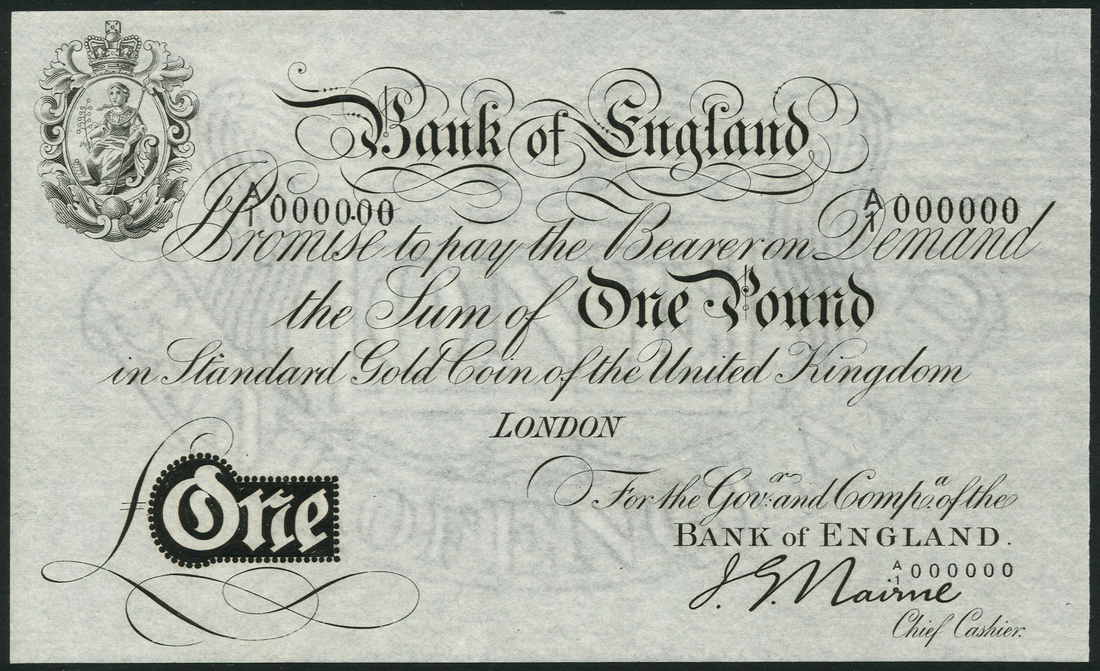 Bank of England
A/1 000000 A/1 000000
I Promise to pay the Bearer on Demand
the Sum of One Pound
in Standard Gold Coin of the United Kingdom
LONDON
£ One
For the Gov.r and Comp.a of the
BANK of ENGLAND.
A/1 000000
J. G. Nairne
Chief Cashier.